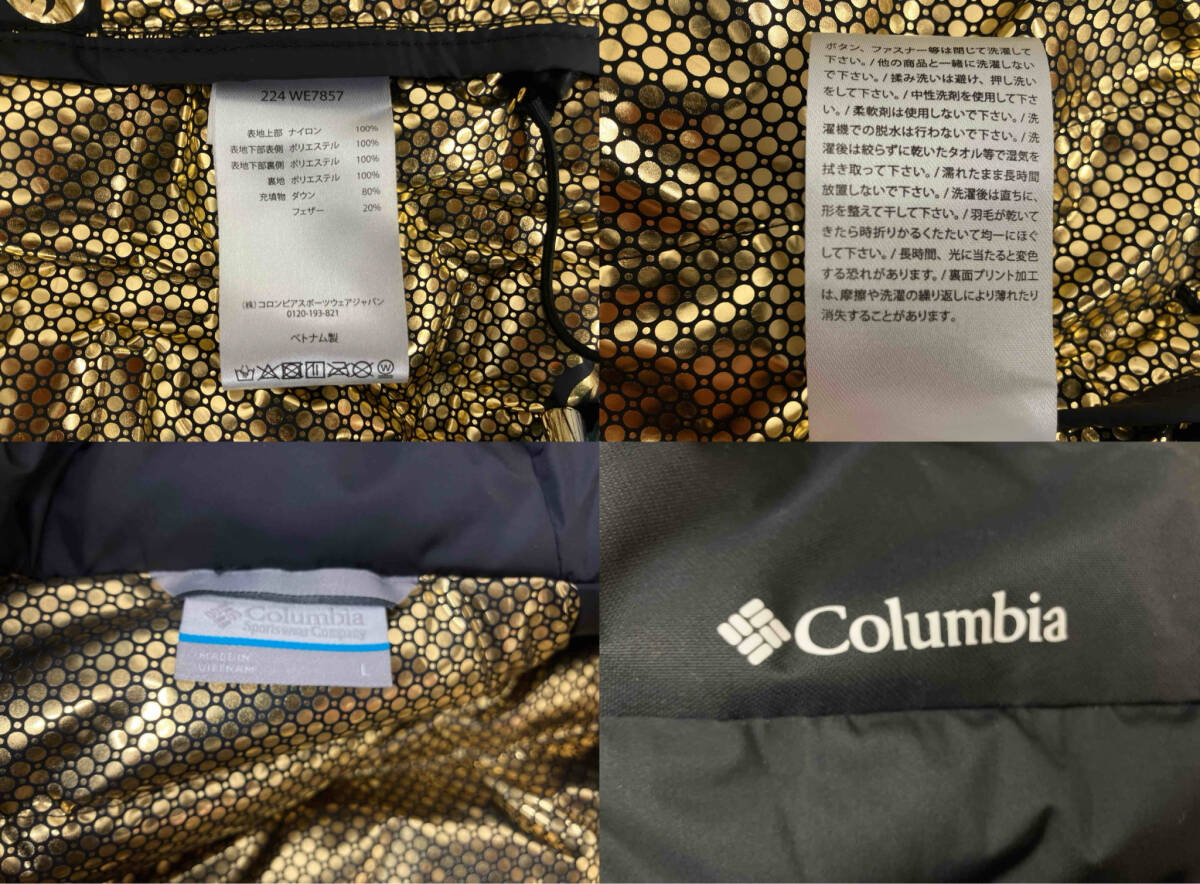 224 WE7857
表地上部 ナイロン 100%
表地下部表側 ポリエステル 100%
表地下部裏側 ポリエステル 100%
裏地 ポリエステル 100%
充填物 ダウン 80%
フェザー 20%
(株)コロンビアスポーツウェアジャパン
0120-193-821
ベトナム製
ボタン、ファスナー等は閉じて洗濯して
下さい。/他の商品と一緒に洗濯しない
で下さい。/揉み洗いは避け、押し洗い
をして下さい。/中性洗剤を使用して下さ
い。/柔軟剤は使用しないで下さい。/洗
濯機での脱水は行わないで下さい。/洗
濯後は絞らずに乾いたタオル等で湿気を
拭き取って下さい。/濡れたまま長時間
放置しないで下さい。/洗濯後は直ちに、
形を整えて干して下さい。/羽毛が乾いて
きたら時折りかるくたたいて均一にほぐ
して下さい。/長時間、光に当たると変色
する恐れがあります。/裏面プリント加工
は、摩擦や洗濯の繰り返しにより薄れたり
消失することがあります。
Columbia
Sportswear Company
MADE IN
VIETNAM L
Columbia